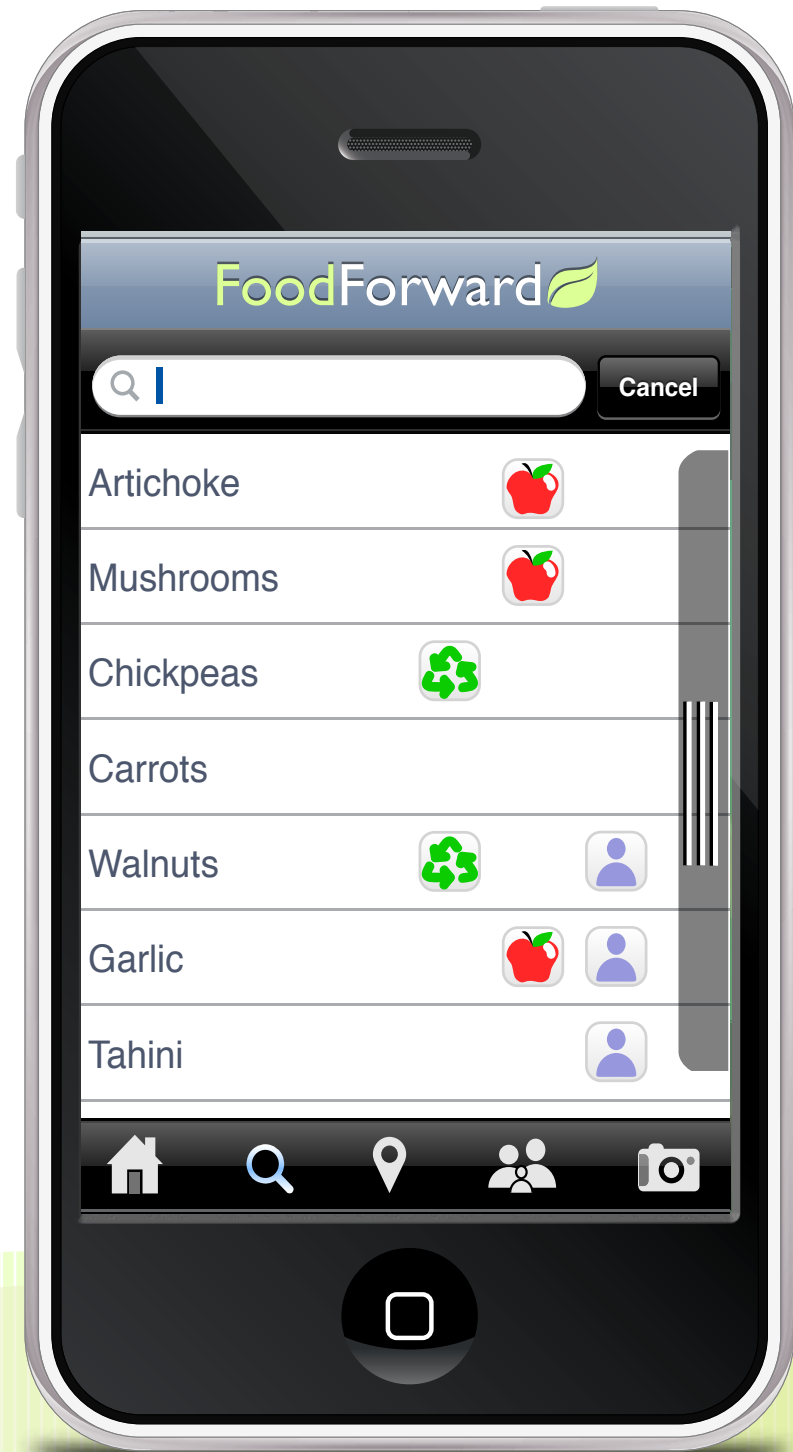 FoodForward
Cancel
Artichoke
Mushrooms
Chickpeas
Carrots
Walnuts
Garlic
Tahini